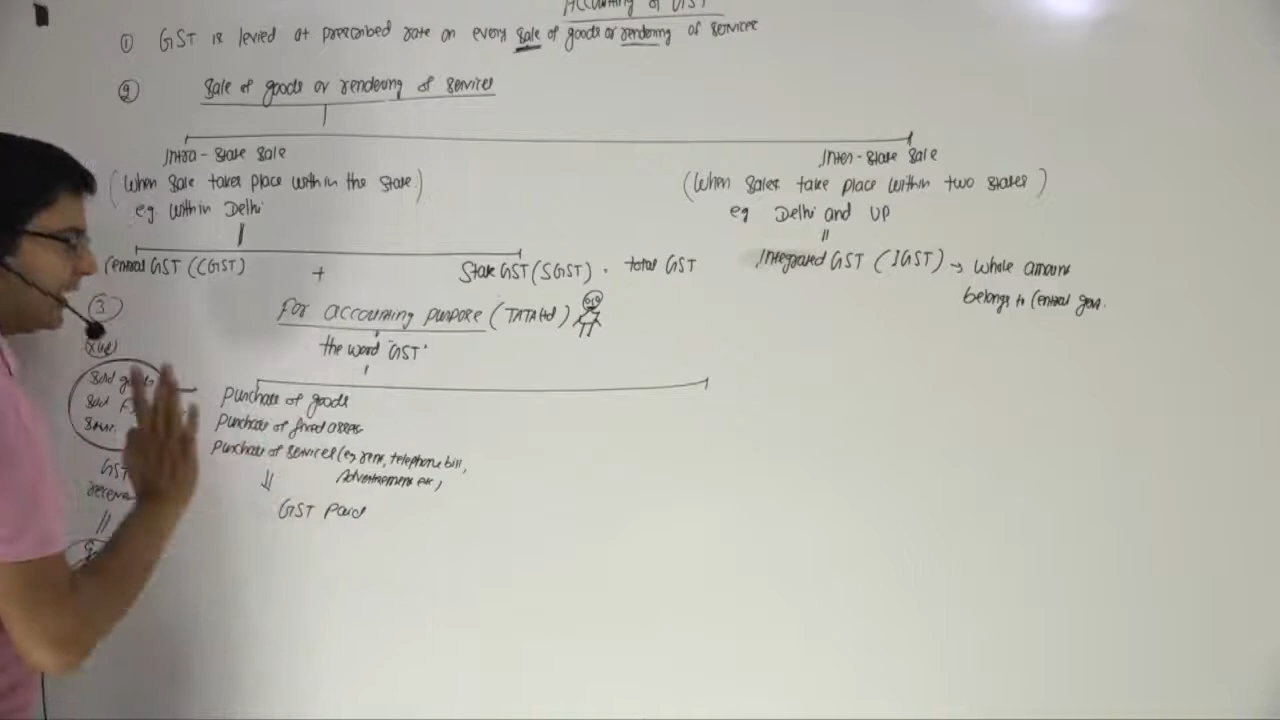 Accounting of GST
① GST is levied at prescribed rate on every sale of goods or rendering of services
② Sale of goods or rendering of services
Intra-State Sale
(When Sale takes place within the State)
eg within Delhi
Inter-State Sale
(When Sales take place within two states)
eg Delhi and UP
Central GST (CGST) + State GST (SGST) = total GST
Integrated GST (IGST) → Whole amount
belongs to Central Gov.
③
For accounting purpose (TATA Ltd)
the word "GST"
Sold
GST
Purchase of goods
Purchase of fixed assets
Purchase of services (eg rent, telephone bill,
Advertisement etc)
GST Paid